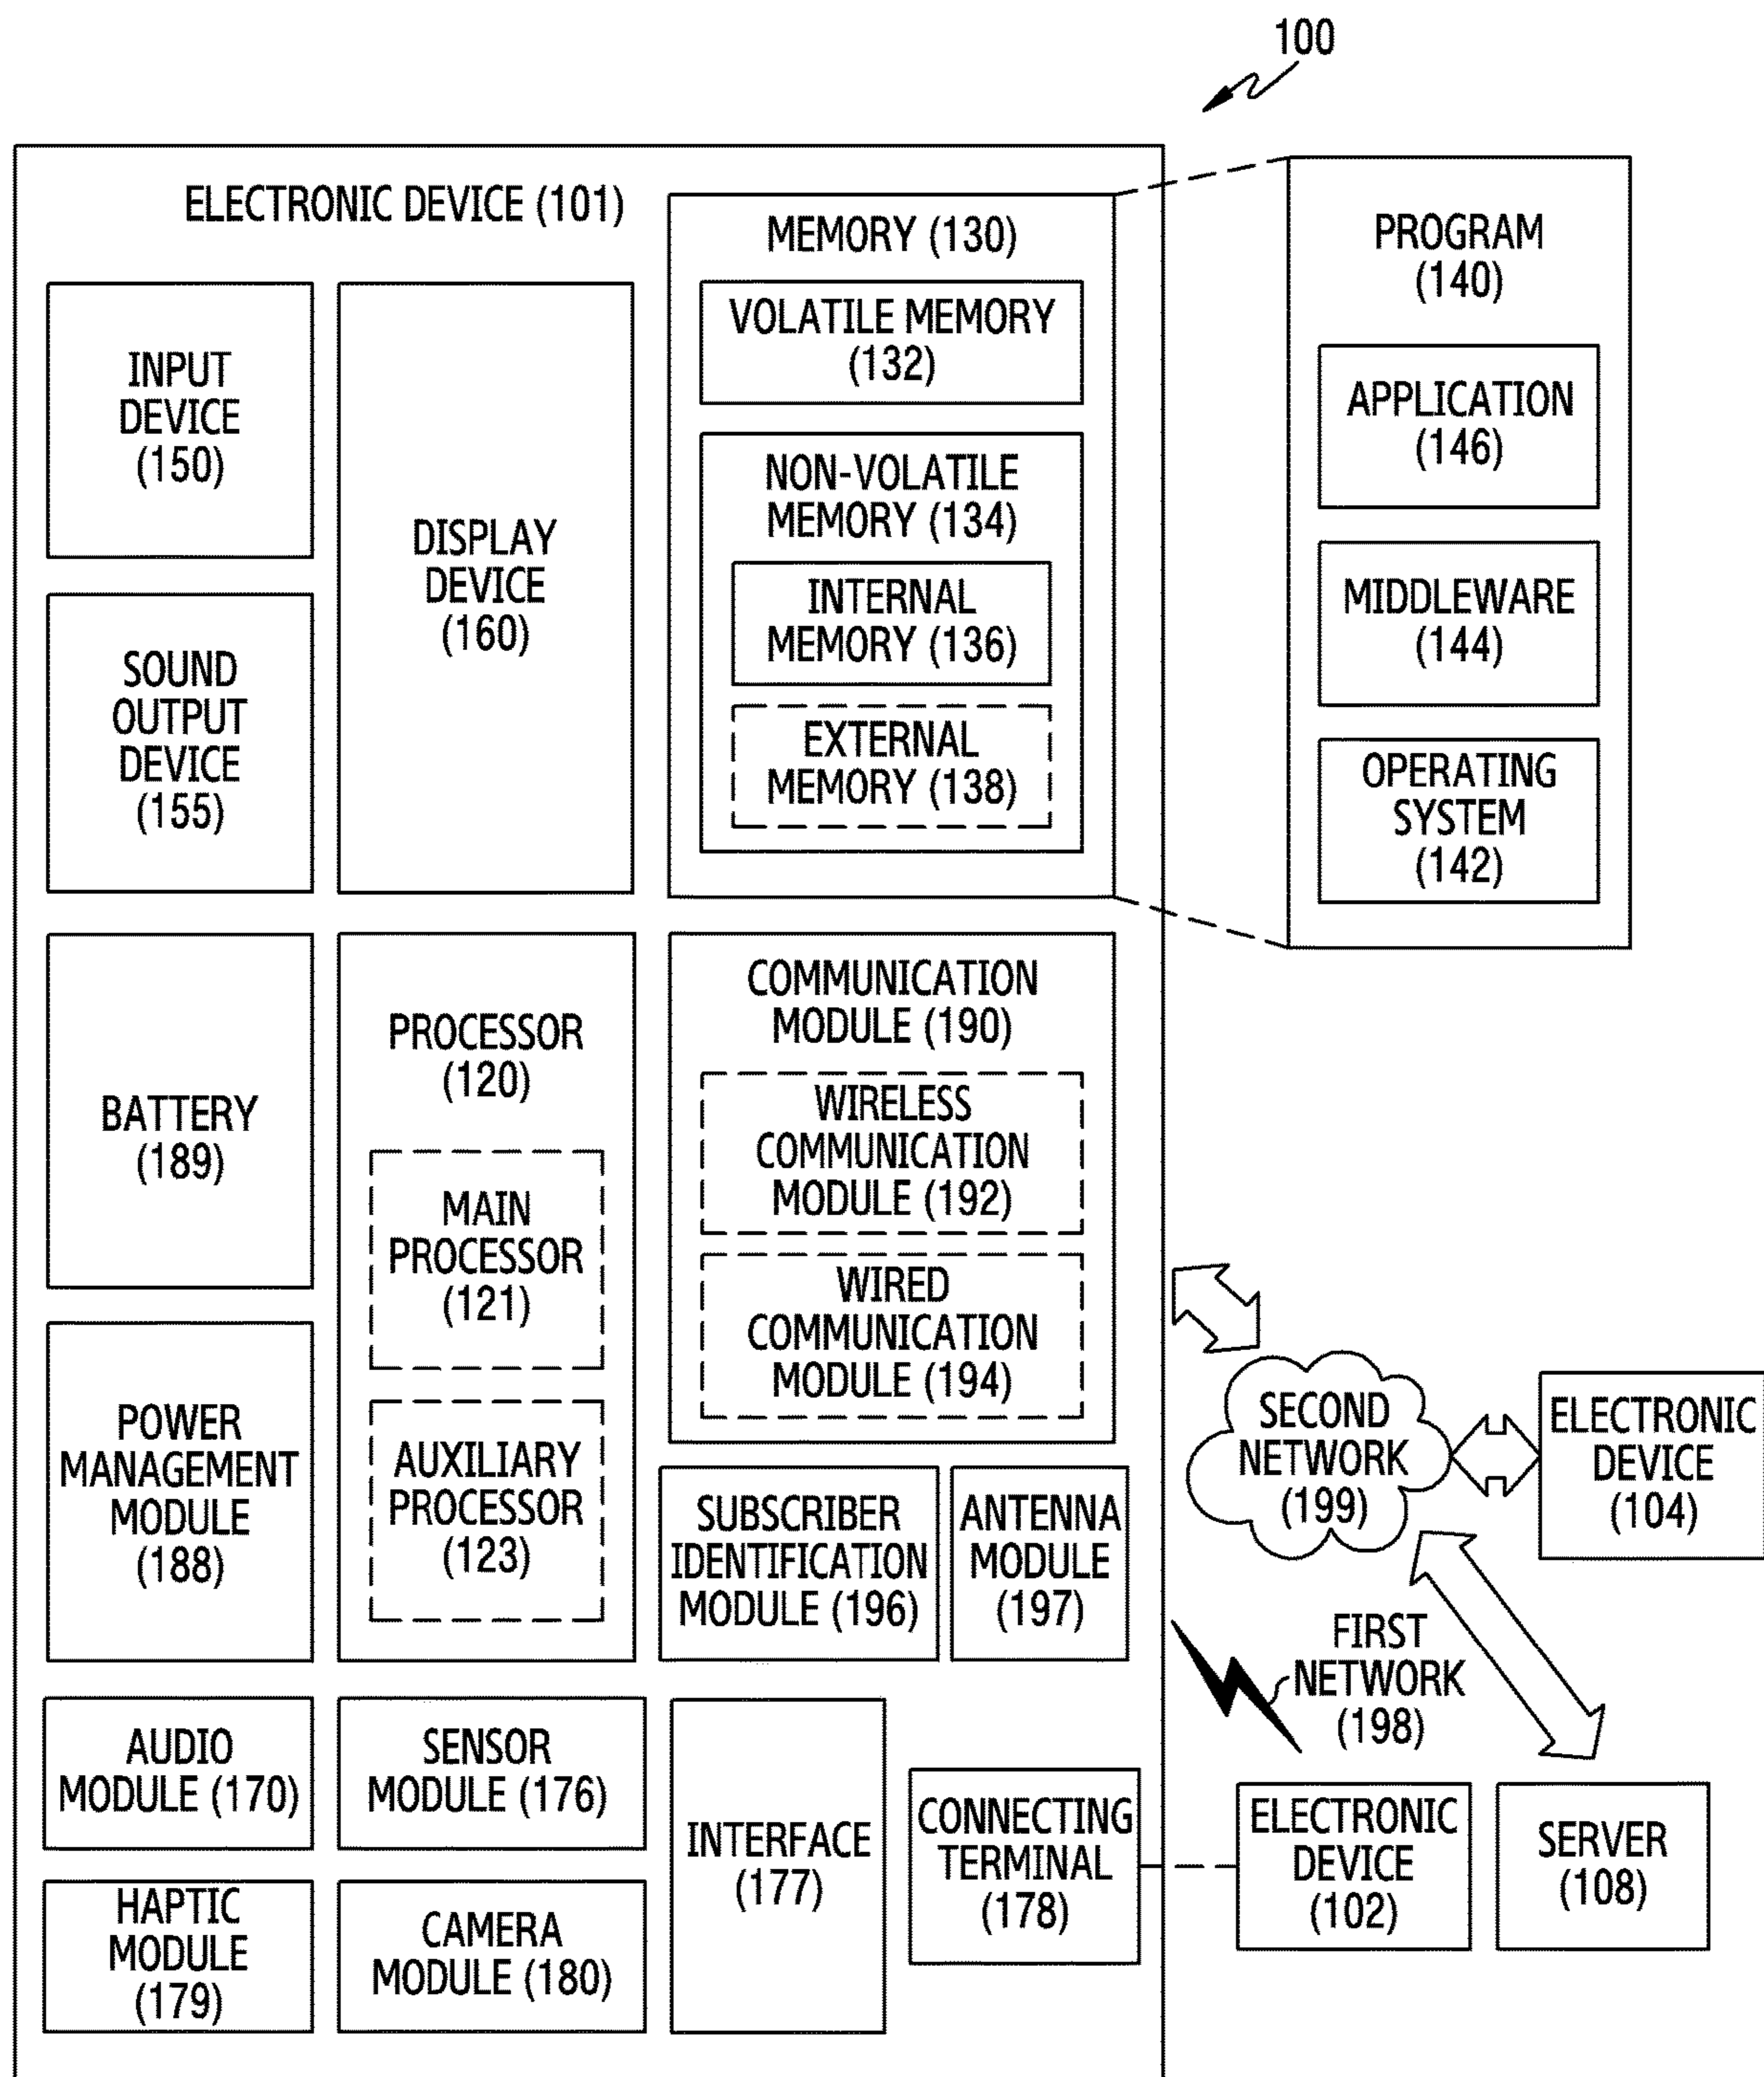 100
ELECTRONIC DEVICE (101)
INPUT
DEVICE
(150)
SOUND
OUTPUT
DEVICE
(155)
DISPLAY
DEVICE
(160)
MEMORY (130)
VOLATILE MEMORY
(132)
NON-VOLATILE
MEMORY (134)
INTERNAL
MEMORY (136)
EXTERNAL
MEMORY (138)
PROGRAM
(140)
APPLICATION
(146)
MIDDLEWARE
(144)
OPERATING
SYSTEM
(142)
BATTERY
(189)
POWER
MANAGEMENT
MODULE
(188)
PROCESSOR
(120)
MAIN
PROCESSOR
(121)
AUXILIARY
PROCESSOR
(123)
COMMUNICATION
MODULE (190)
WIRELESS
COMMUNICATION
MODULE (192)
WIRED
COMMUNICATION
MODULE (194)
SUBSCRIBER
IDENTIFICATION
MODULE (196)
ANTENNA
MODULE
(197)
SECOND
NETWORK
(199)
ELECTRONIC
DEVICE
(104)
FIRST
NETWORK
(198)
AUDIO
MODULE (170)
SENSOR
MODULE (176)
HAPTIC
MODULE
(179)
CAMERA
MODULE (180)
INTERFACE
(177)
CONNECTING
TERMINAL
(178)
ELECTRONIC
DEVICE
(102)
SERVER
(108)